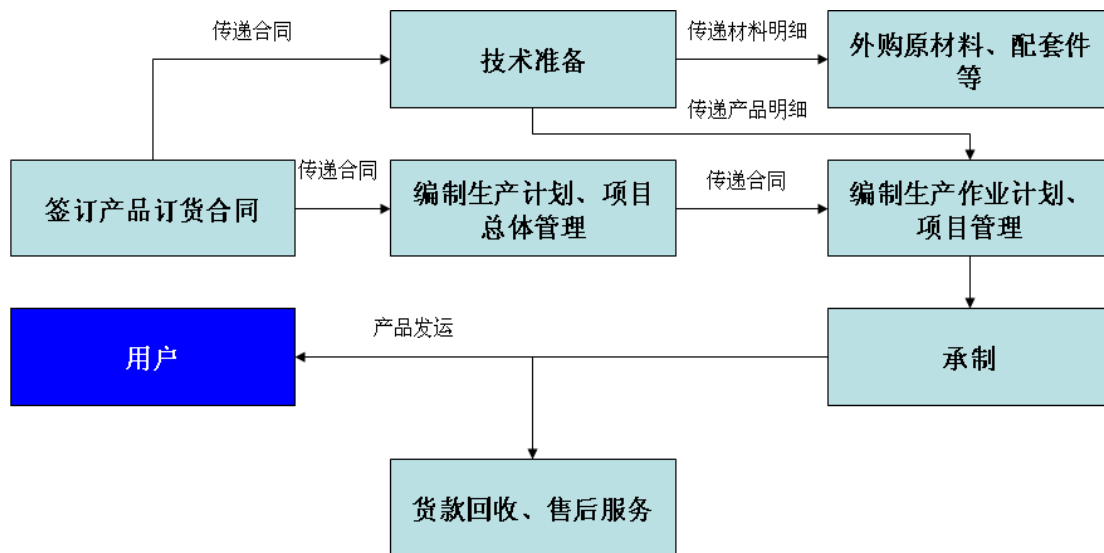 传递合同
技术准备
传递材料明细
外购原材料、配套件
等
传递产品明细
签订产品订货合同
传递合同
编制生产计划、项目
总体管理
传递合同
编制生产作业计划、
项目管理
用户
产品发运
承制
货款回收、售后服务